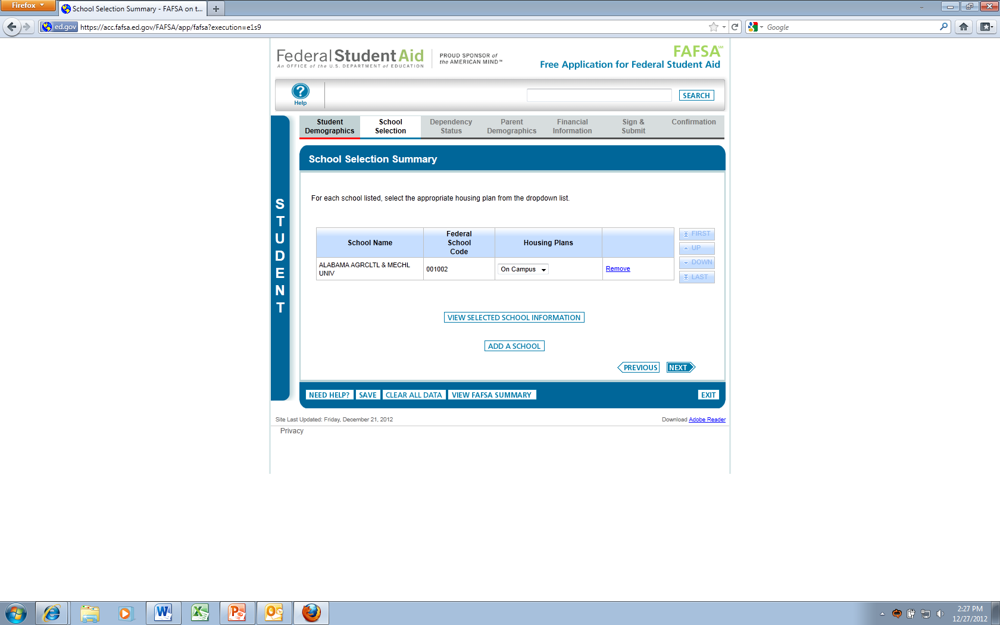 Firefox
School Selection Summary - FAFSA on t...
ed.gov https://acc.fafsa.ed.gov/FAFSA/app/fafsa?execution=e1s9
Google
Federal Student Aid
An OFFICE of the U.S. DEPARTMENT of EDUCATION
PROUD SPONSOR of
the AMERICAN MIND™
FAFSA℠
Free Application for Federal Student Aid
?
Help
SEARCH
STUDENT
Student
Demographics
School
Selection
Dependency
Status
Parent
Demographics
Financial
Information
Sign &
Submit
Confirmation
School Selection Summary
For each school listed, select the appropriate housing plan from the dropdown list.
School Name
Federal
School
Code
Housing Plans
ALABAMA AGRCLTL & MECHL
UNIV
001002
On Campus
Remove
FIRST
UP
DOWN
LAST
VIEW SELECTED SCHOOL INFORMATION
ADD A SCHOOL
PREVIOUS
NEXT
NEED HELP?
SAVE
CLEAR ALL DATA
VIEW FAFSA SUMMARY
EXIT
Site Last Updated: Friday, December 21, 2012
Download Adobe Reader
Privacy
2:27 PM
12/27/2012